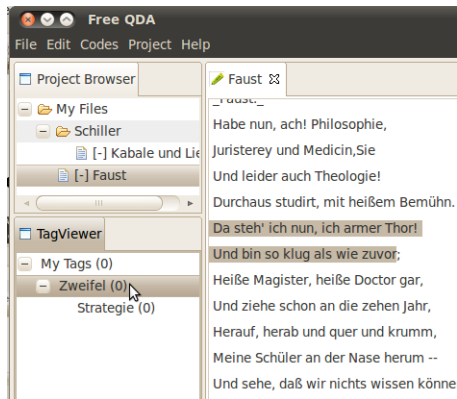 Free QDA
File Edit Codes Project Help
Project Browser
My Files
Schiller
[-] Kabale und Lie
[-] Faust
TagViewer
My Tags (0)
Zweifel (0)
Strategie (0)
Faust
_Faust._
Habe nun, ach! Philosophie,
Juristerey und Medicin,Sie
Und leider auch Theologie!
Durchaus studirt, mit heißem Bemühn.
Da steh' ich nun, ich armer Thor!
Und bin so klug als wie zuvor;
Heiße Magister, heiße Doctor gar,
Und ziehe schon an die zehen Jahr,
Herauf, herab und quer und krumm,
Meine Schüler an der Nase herum --
Und sehe, daß wir nichts wissen könne